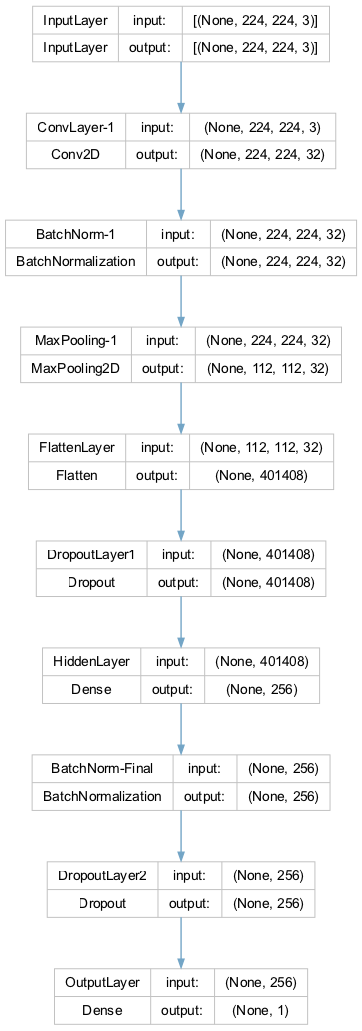 InputLayer input: [(None, 224, 224, 3)]
InputLayer output: [(None, 224, 224, 3)]
ConvLayer-1 input: (None, 224, 224, 3)
Conv2D output: (None, 224, 224, 32)
BatchNorm-1 input: (None, 224, 224, 32)
BatchNormalization output: (None, 224, 224, 32)
MaxPooling-1 input: (None, 224, 224, 32)
MaxPooling2D output: (None, 112, 112, 32)
FlattenLayer input: (None, 112, 112, 32)
Flatten output: (None, 401408)
DropoutLayer1 input: (None, 401408)
Dropout output: (None, 401408)
HiddenLayer input: (None, 401408)
Dense output: (None, 256)
BatchNorm-Final input: (None, 256)
BatchNormalization output: (None, 256)
DropoutLayer2 input: (None, 256)
Dropout output: (None, 256)
OutputLayer input: (None, 256)
Dense output: (None, 1)